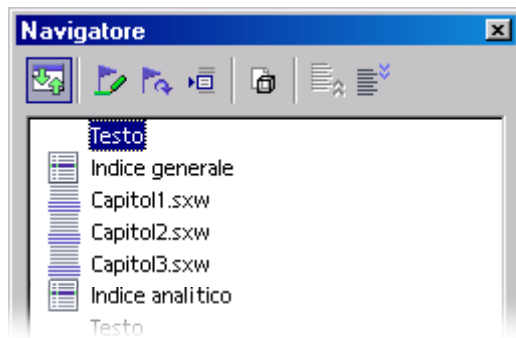 Navigatore
Testo
Indice generale
Capitol1.sxw
Capitol2.sxw
Capitol3.sxw
Indice analitico
Testo